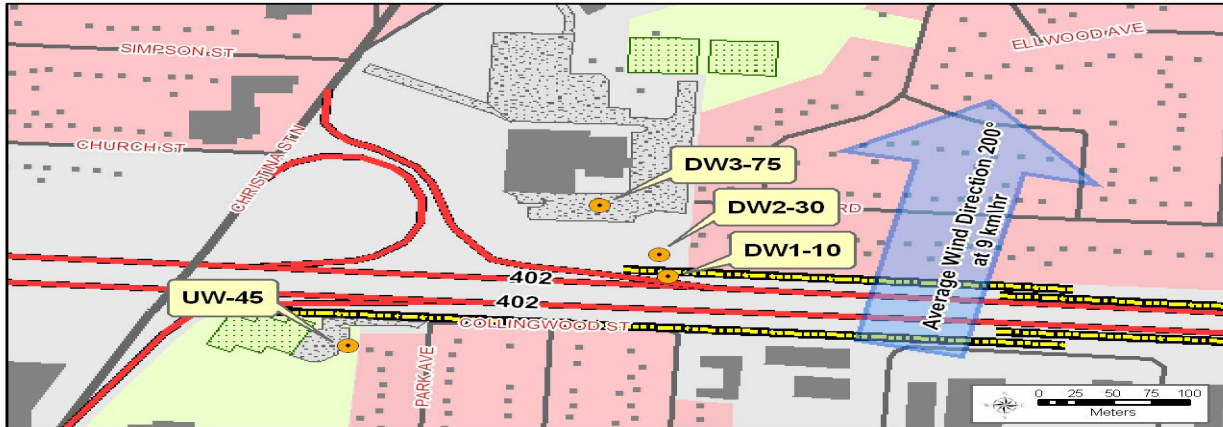 SIMPSON ST
ELLWOOD AVE
CHURCH ST
CHRISTINA ST N
DW3-75
DW2-30
RD
DW1-10
Average Wind Direction 200°
at 9 km/hr
402
402
UW-45
COLLINGWOOD ST
PARK AVE
0 25 50 75 100
Meters